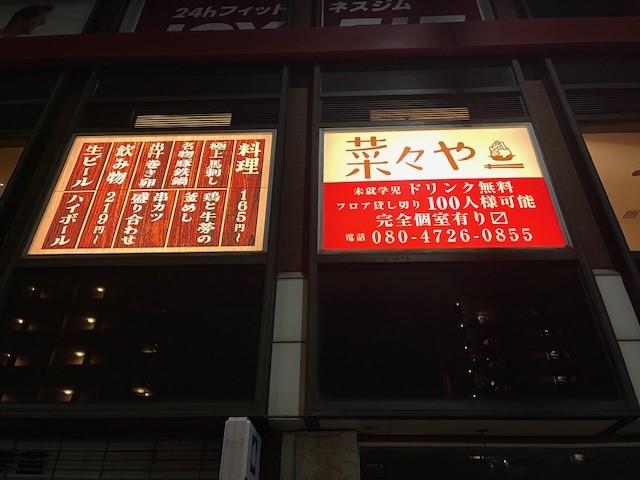 24hフィットネスジム
料理 165円〜
極上馬刺し 鶏と牛蒡の釜めし
名物豚鉄鍋 串カツ盛り合わせ
出汁巻き卵
飲み物 219円〜
生ビール ハイボール
菜々や
未就学児 ドリンク無料
フロア貸し切り 100人様可能
完全個室有り〼
電話 080-4726-0855